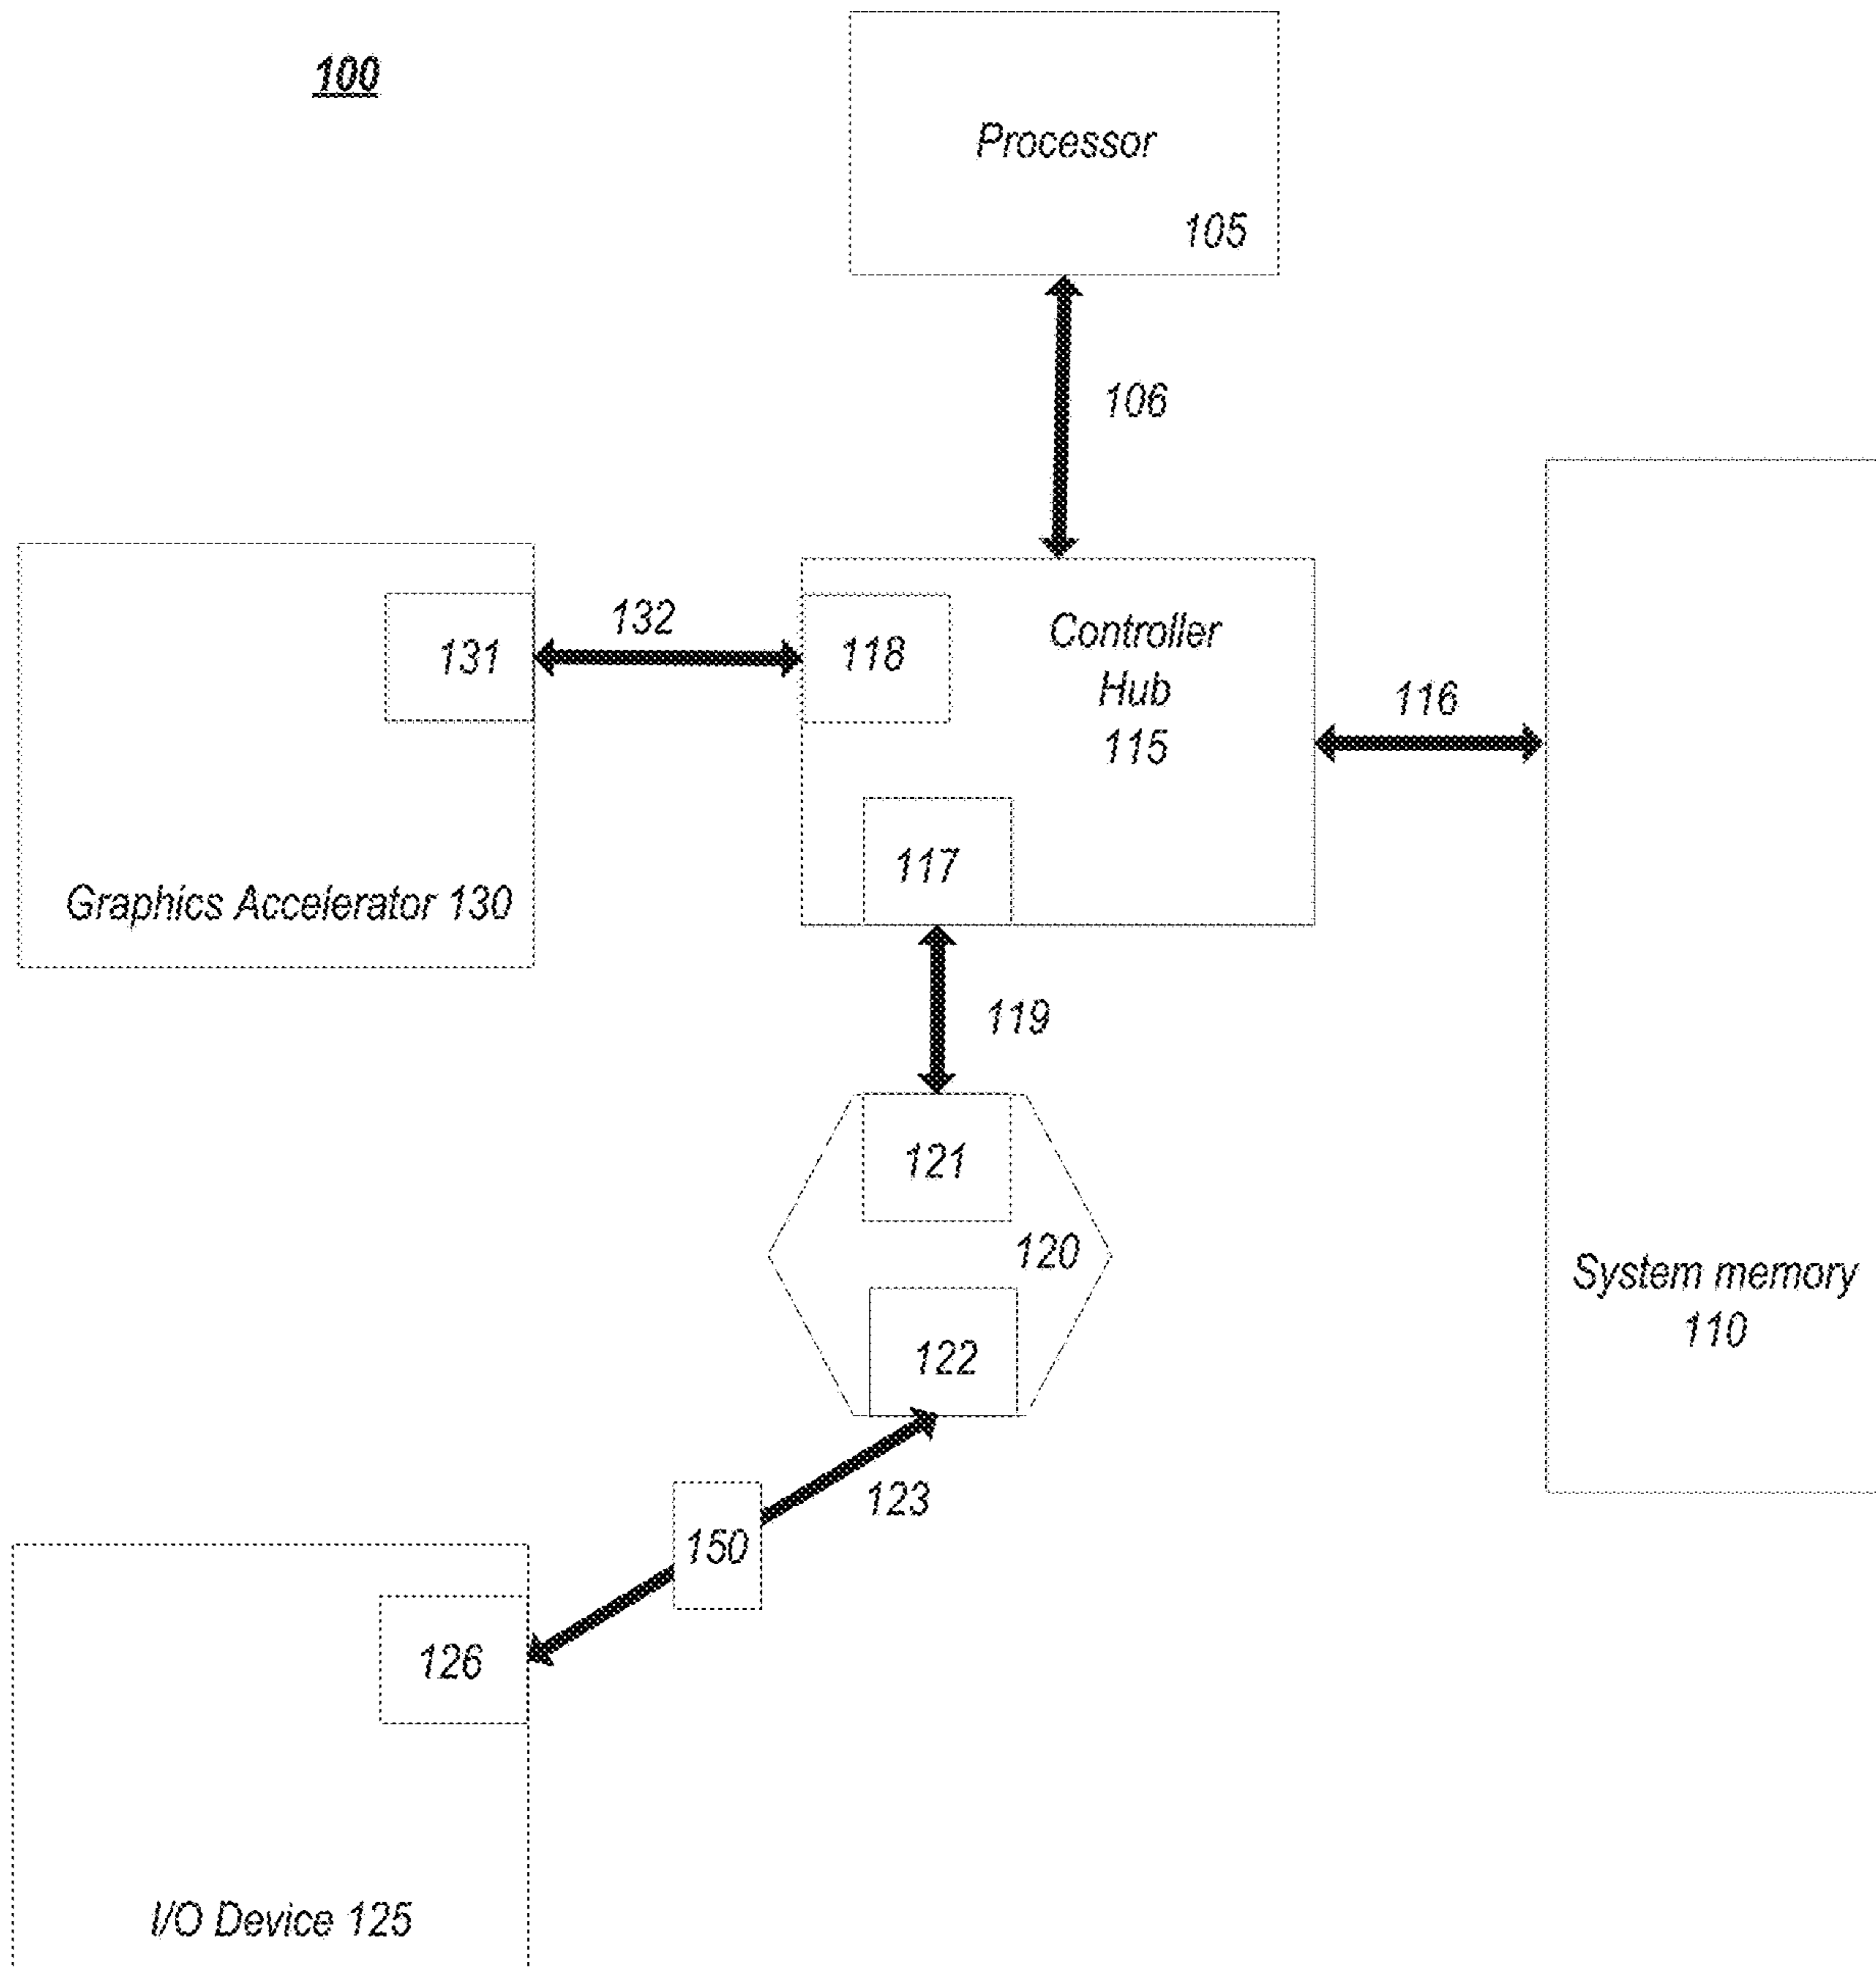 100
Processor
105
106
132
131
118
Controller
Hub
115
116
117
Graphics Accelerator 130
119
121
120
System memory
110
122
123
150
126
I/O Device 125